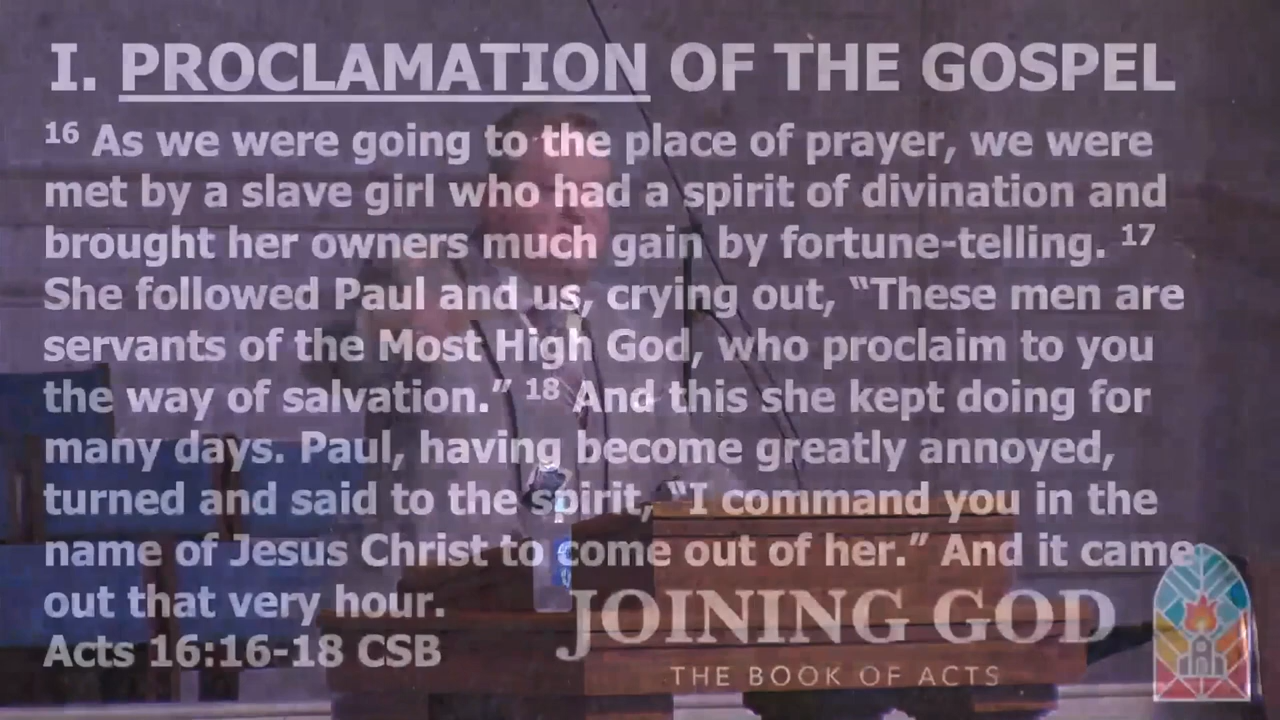 I. PROCLAMATION OF THE GOSPEL
16 As we were going to the place of prayer, we were
met by a slave girl who had a spirit of divination and
brought her owners much gain by fortune-telling. 17
She followed Paul and us, crying out, “These men are
servants of the Most High God, who proclaim to you
the way of salvation.” 18 And this she kept doing for
many days. Paul, having become greatly annoyed,
turned and said to the spirit, “I command you in the
name of Jesus Christ to come out of her.” And it came
out that very hour.
Acts 16:16-18 CSB
JOINING GOD
THE BOOK OF ACTS